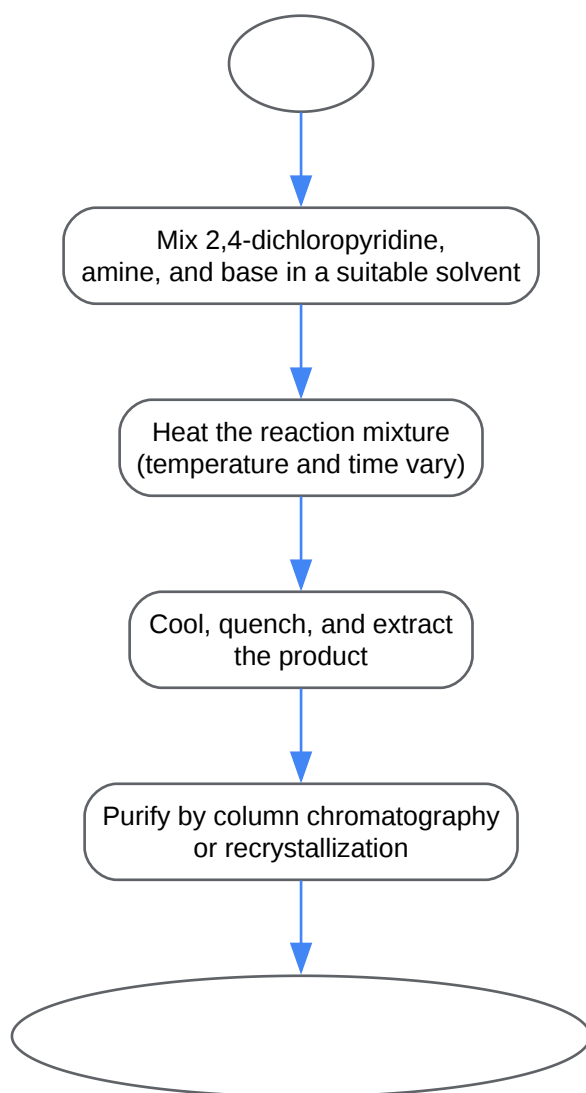 Mix 2,4-dichloropyridine,
amine, and base in a suitable solvent
Heat the reaction mixture
(temperature and time vary)
Cool, quench, and extract
the product
Purify by column chromatography
or recrystallization